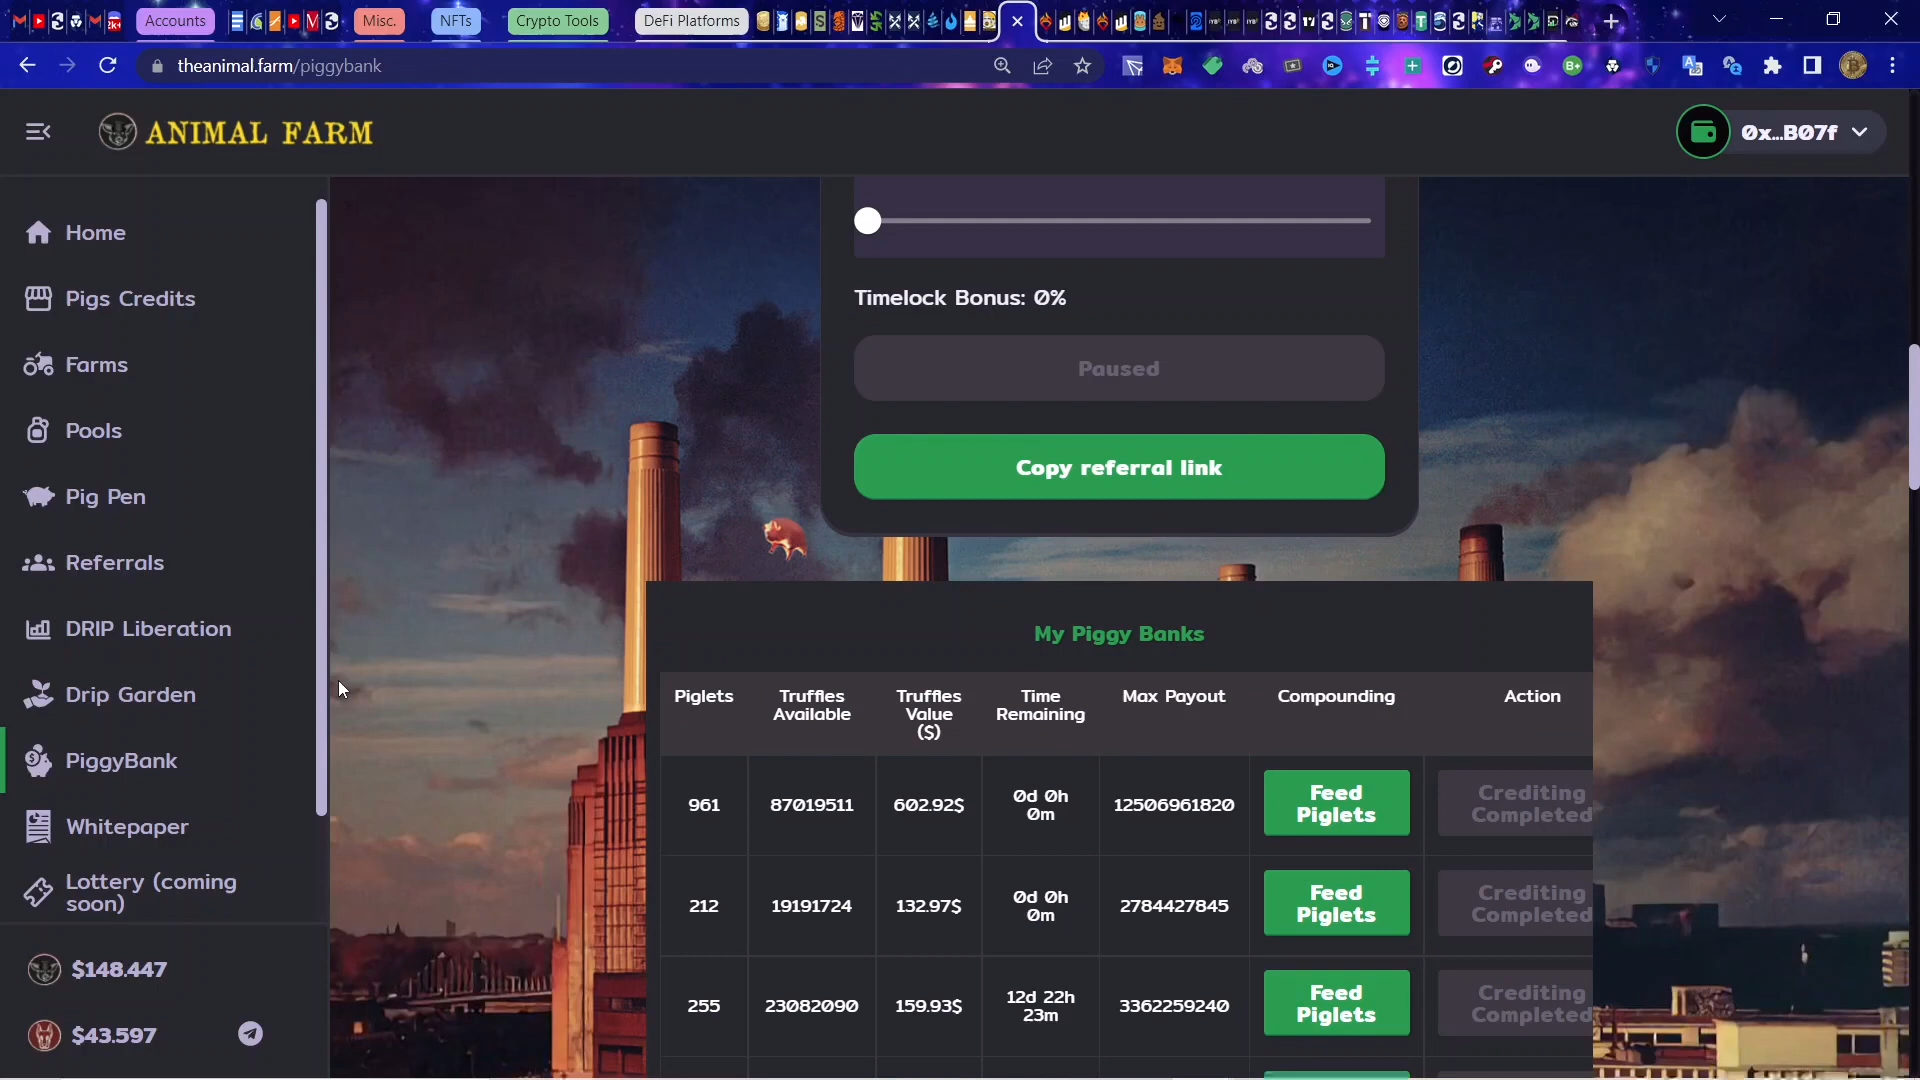 Accounts
Misc.
NFTs
Crypto Tools
DeFi Platforms
theanimal.farm/piggybank
ANIMAL FARM
0x...B07f
Home
Pigs Credits
Farms
Pools
Pig Pen
Referrals
DRIP Liberation
Drip Garden
PiggyBank
Whitepaper
Lottery (coming
soon)
$148.447
$43.597
Timelock Bonus: 0%
Paused
Copy referral link
My Piggy Banks
Piglets
Truffles
Available
Truffles
Value
($)
Time
Remaining
Max Payout
Compounding
Action
961
87019511
602.92$
0d 0h
0m
12506961820
Feed
Piglets
Crediting
Completed
212
19191724
132.97$
0d 0h
0m
2784427845
Feed
Piglets
Crediting
Completed
255
23082090
159.93$
12d 22h
23m
3362259240
Feed
Piglets
Crediting
Completed